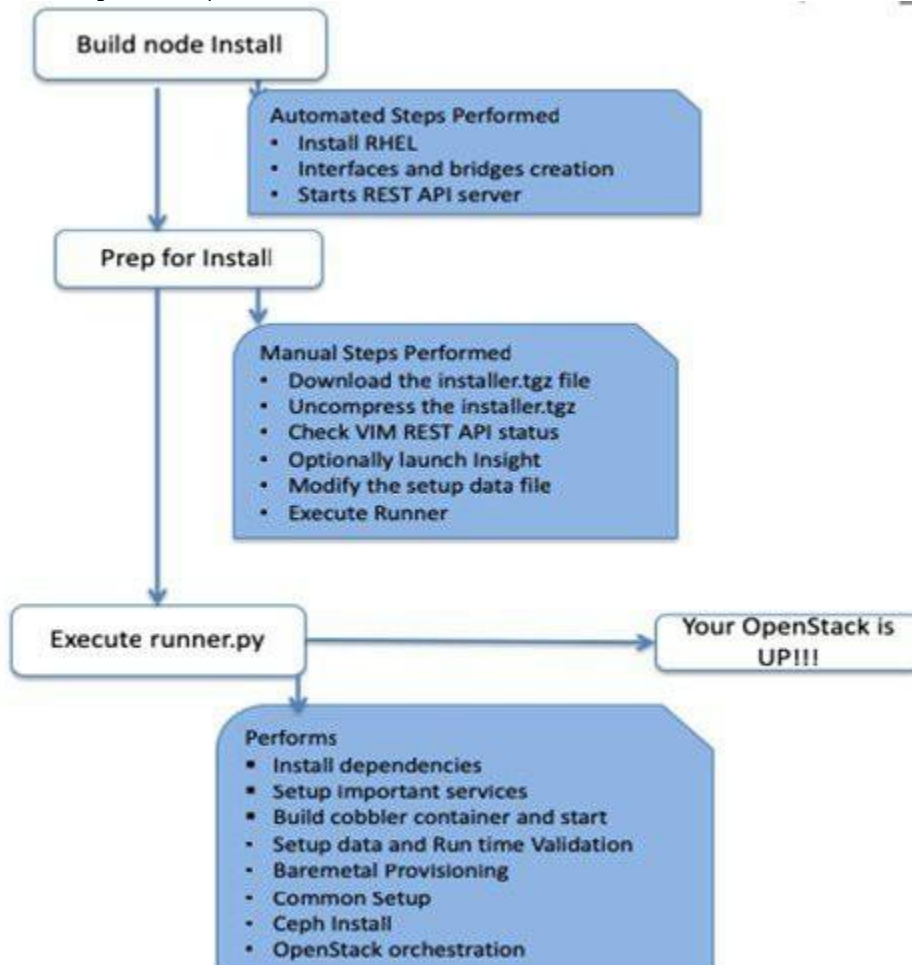 Build node Install
Automated Steps Performed
• Install RHEL
• Interfaces and bridges creation
• Starts REST API server
Prep for Install
Manual Steps Performed
• Download the installer.tgz file
• Uncompress the installer.tgz
• Check VIM REST API status
• Optionally launch Insight
• Modify the setup data file
• Execute Runner
Execute runner.py
Your OpenStack is
UP!!!
Performs
▪ Install dependencies
▪ Setup important services
▪ Build cobbler container and start
- Setup data and Run time Validation
- Baremetal Provisioning
- Common Setup
- Ceph Install
• OpenStack orchestration